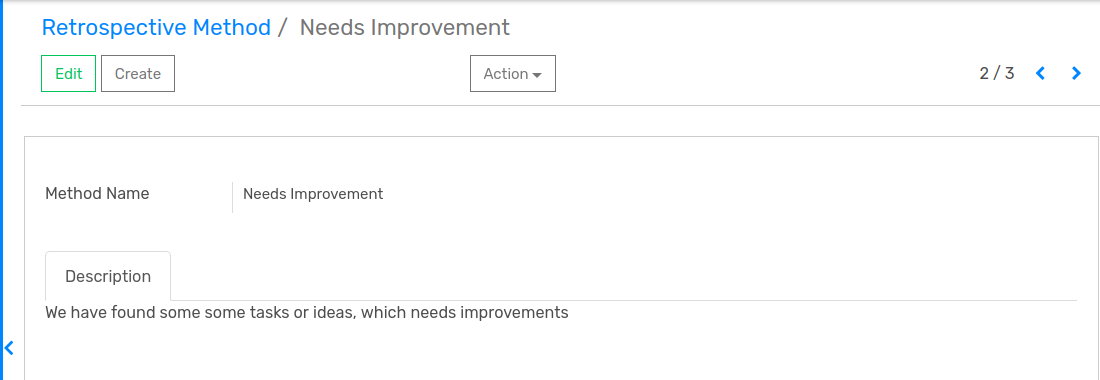 Retrospective Method / Needs Improvement
Edit Create Action 2 / 3
Method Name Needs Improvement
Description
We have found some some tasks or ideas, which needs improvements